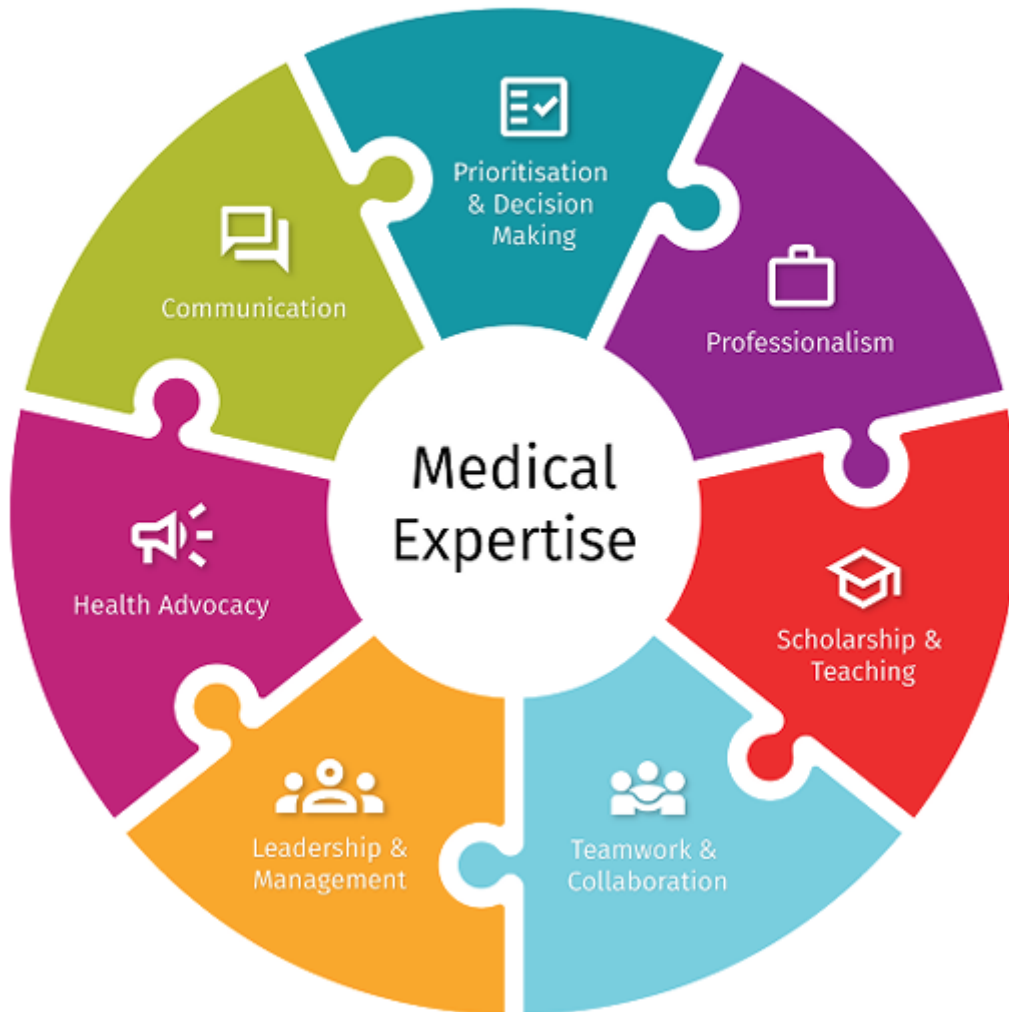 Prioritisation
& Decision
Making
Professionalism
Scholarship &
Teaching
Teamwork &
Collaboration
Leadership &
Management
Health Advocacy
Communication
Medical
Expertise